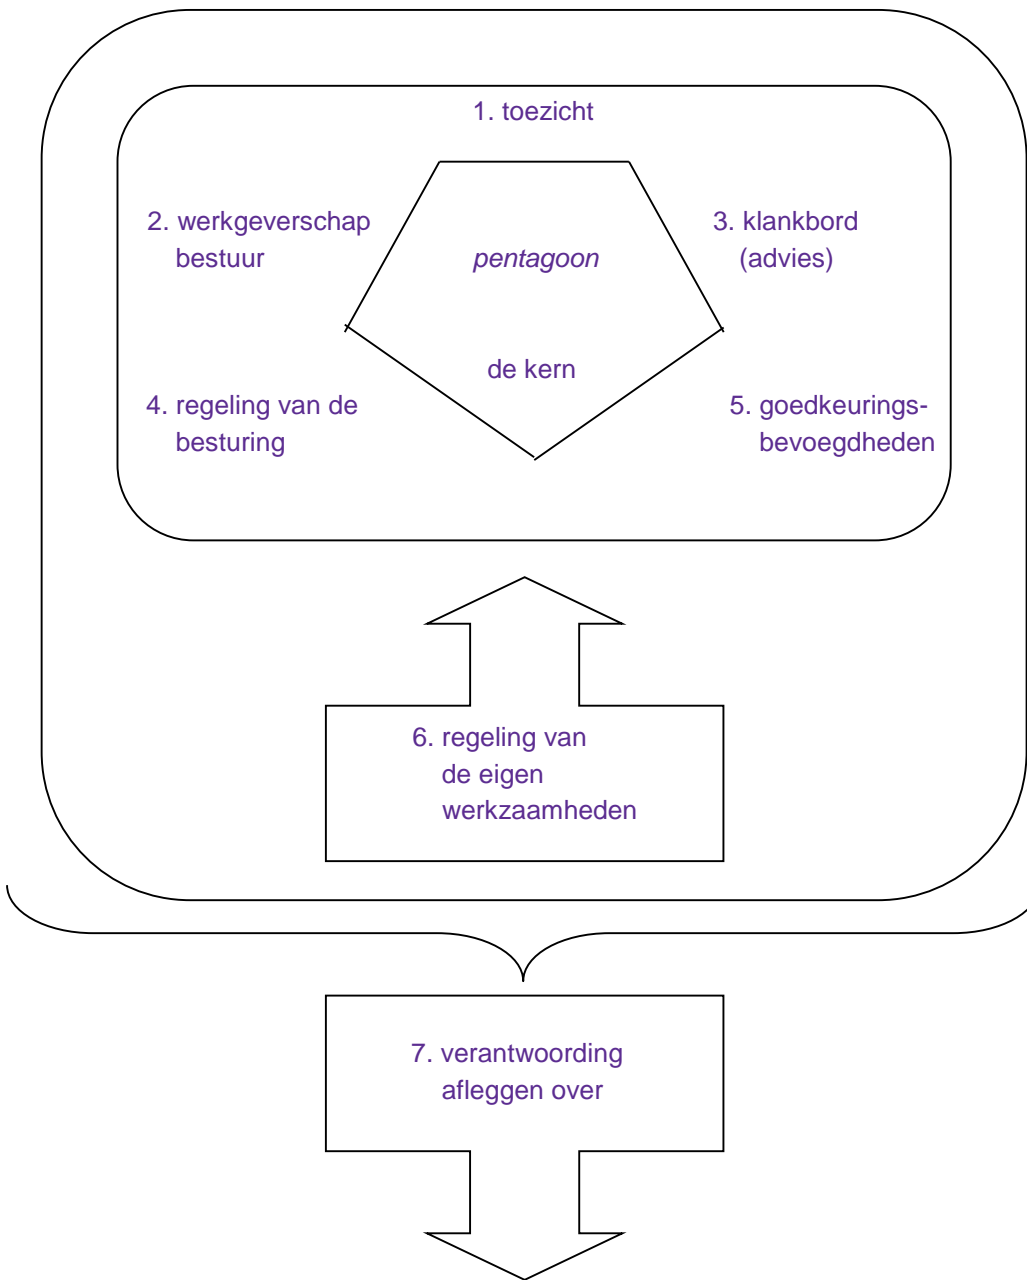 1. toezicht
2. werkgeverschap
bestuur
3. klankbord
(advies)
pentagoon
de kern
4. regeling van de
besturing
5. goedkeurings-
bevoegdheden
6. regeling van
de eigen
werkzaamheden
7. verantwoording
afleggen over